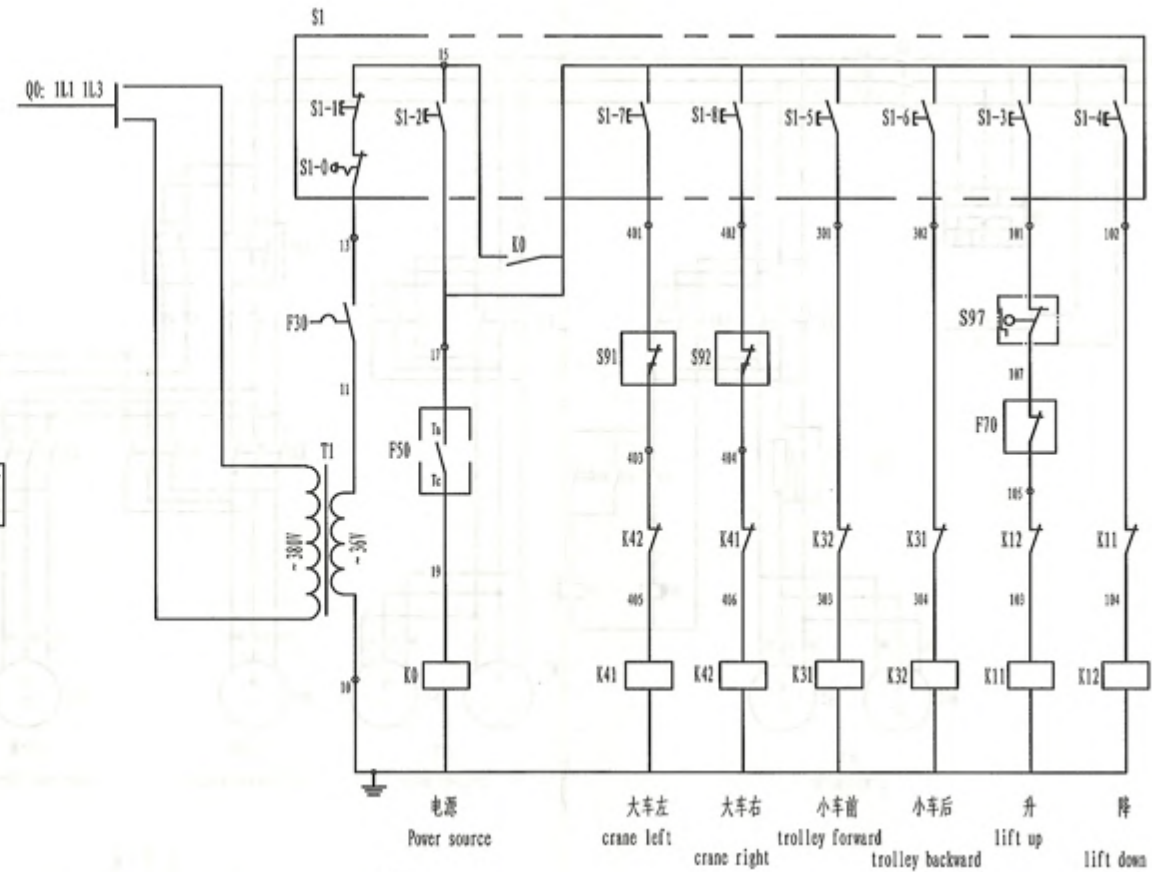 S1
15
Q0: 1L1 1L3
S1-1
S1-2
S1-7
S1-8
S1-5
S1-6
S1-3
S1-4
S1-0
13
401
402
301
302
101
102
K0
F30
S97
17
S91
S92
11
107
F70
Ta
F50
Tc
T1
403
404
105
~380V
~36V
K42
K41
K32
K31
K12
K11
19
405
406
303
304
103
104
10
K0
K41
K42
K31
K32
K11
K12
电源
大车左
大车右
小车前
小车后
升
降
Power source
crane left
crane right
trolley forward
trolley backward
lift up
lift down